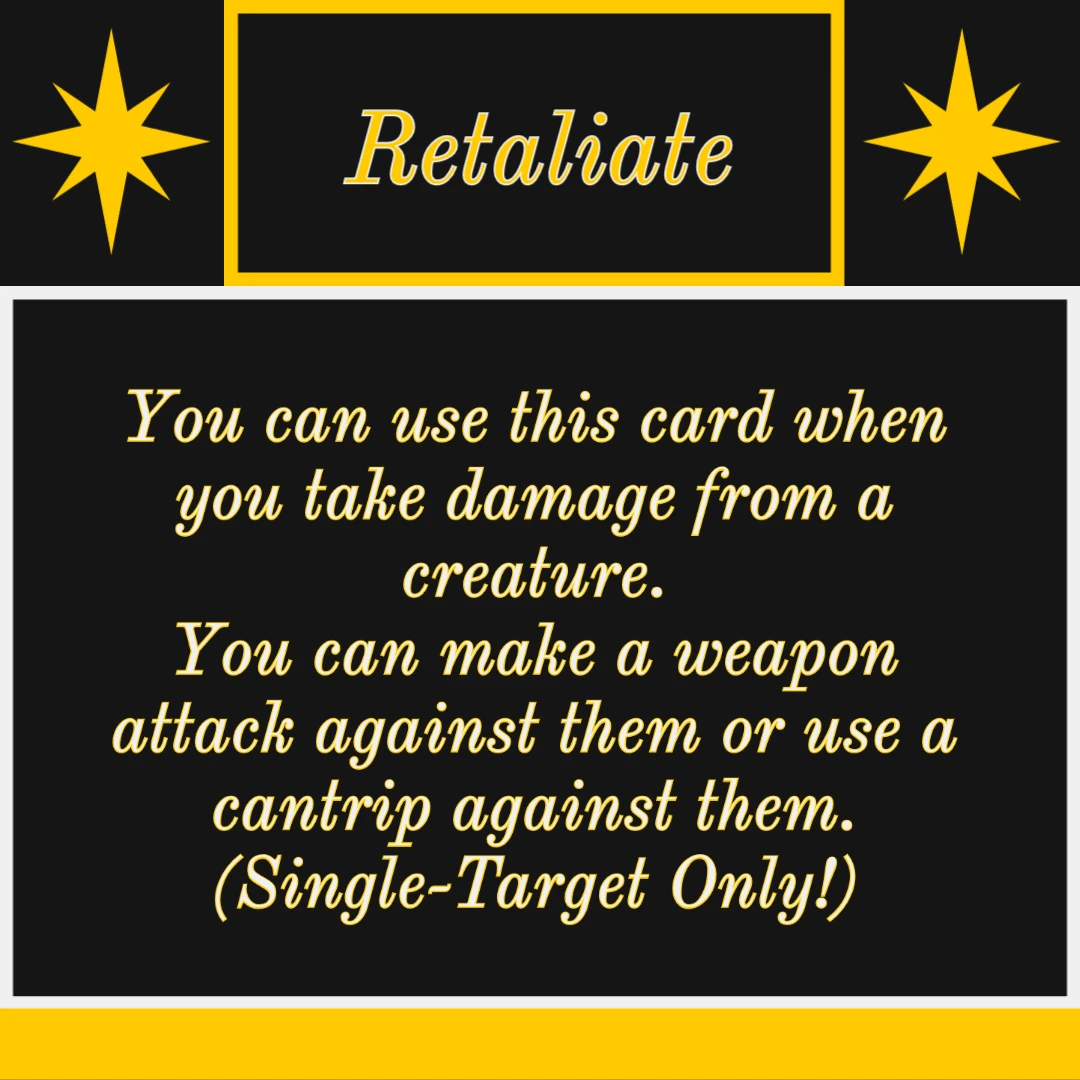 Retaliate
You can use this card when
you take damage from a
creature.
You can make a weapon
attack against them or use a
cantrip against them.
(Single-Target Only!)